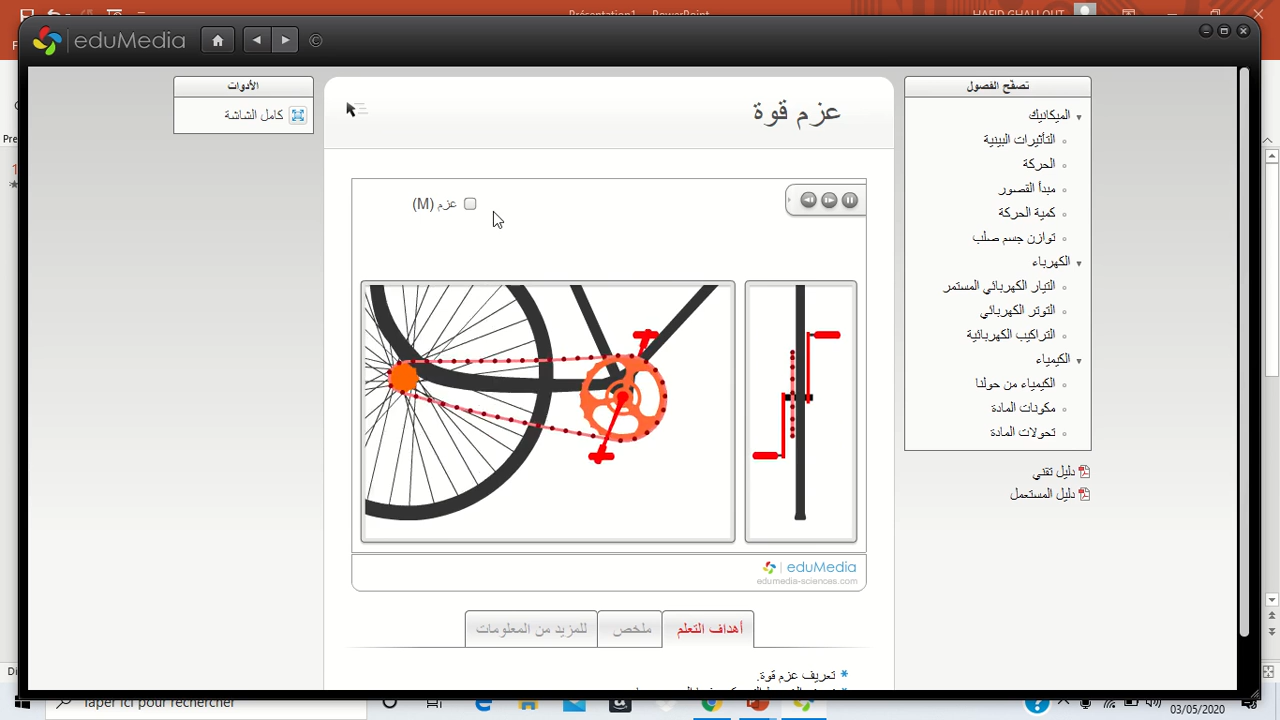 Présentation1 - PowerPoint
HAFID GHALLOU
eduMedia
©
تصفّح الفصول
الميكانيك
التأثيرات البينية
الحركة
مبدأ القصور
كمية الحركة
توازن جسم صلب
الكهرباء
التيار الكهربائي المستمر
التوتر الكهربائي
التراكيب الكهربائية
الكيمياء
الكيمياء من حولنا
مكونات المادة
تحولات المادة
دليل تقني
دليل المستعمل
عزم قوة
عزم (M)
eduMedia
edumedia-sciences.com
أهداف التعلم
ملخص
للمزيد من المعلومات
تعريف عزم قوة.
الأدوات
كامل الشاشة
Taper ici pour rechercher
03/05/2020